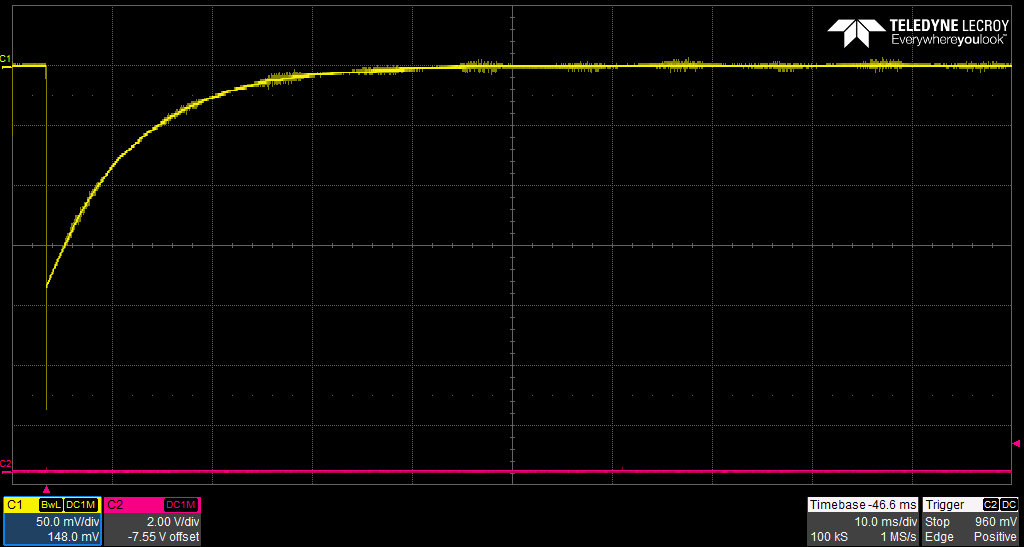 TELEDYNE LECROY
Everywhereyoulook™
C1
C2
C1 BwL DC1M
50.0 mV/div
148.0 mV
C2 DC1M
2.00 V/div
-7.55 V offset
Timebase -46.6 ms
10.0 ms/div
100 kS 1 MS/s
Trigger C2 DC
Stop 960 mV
Edge Positive